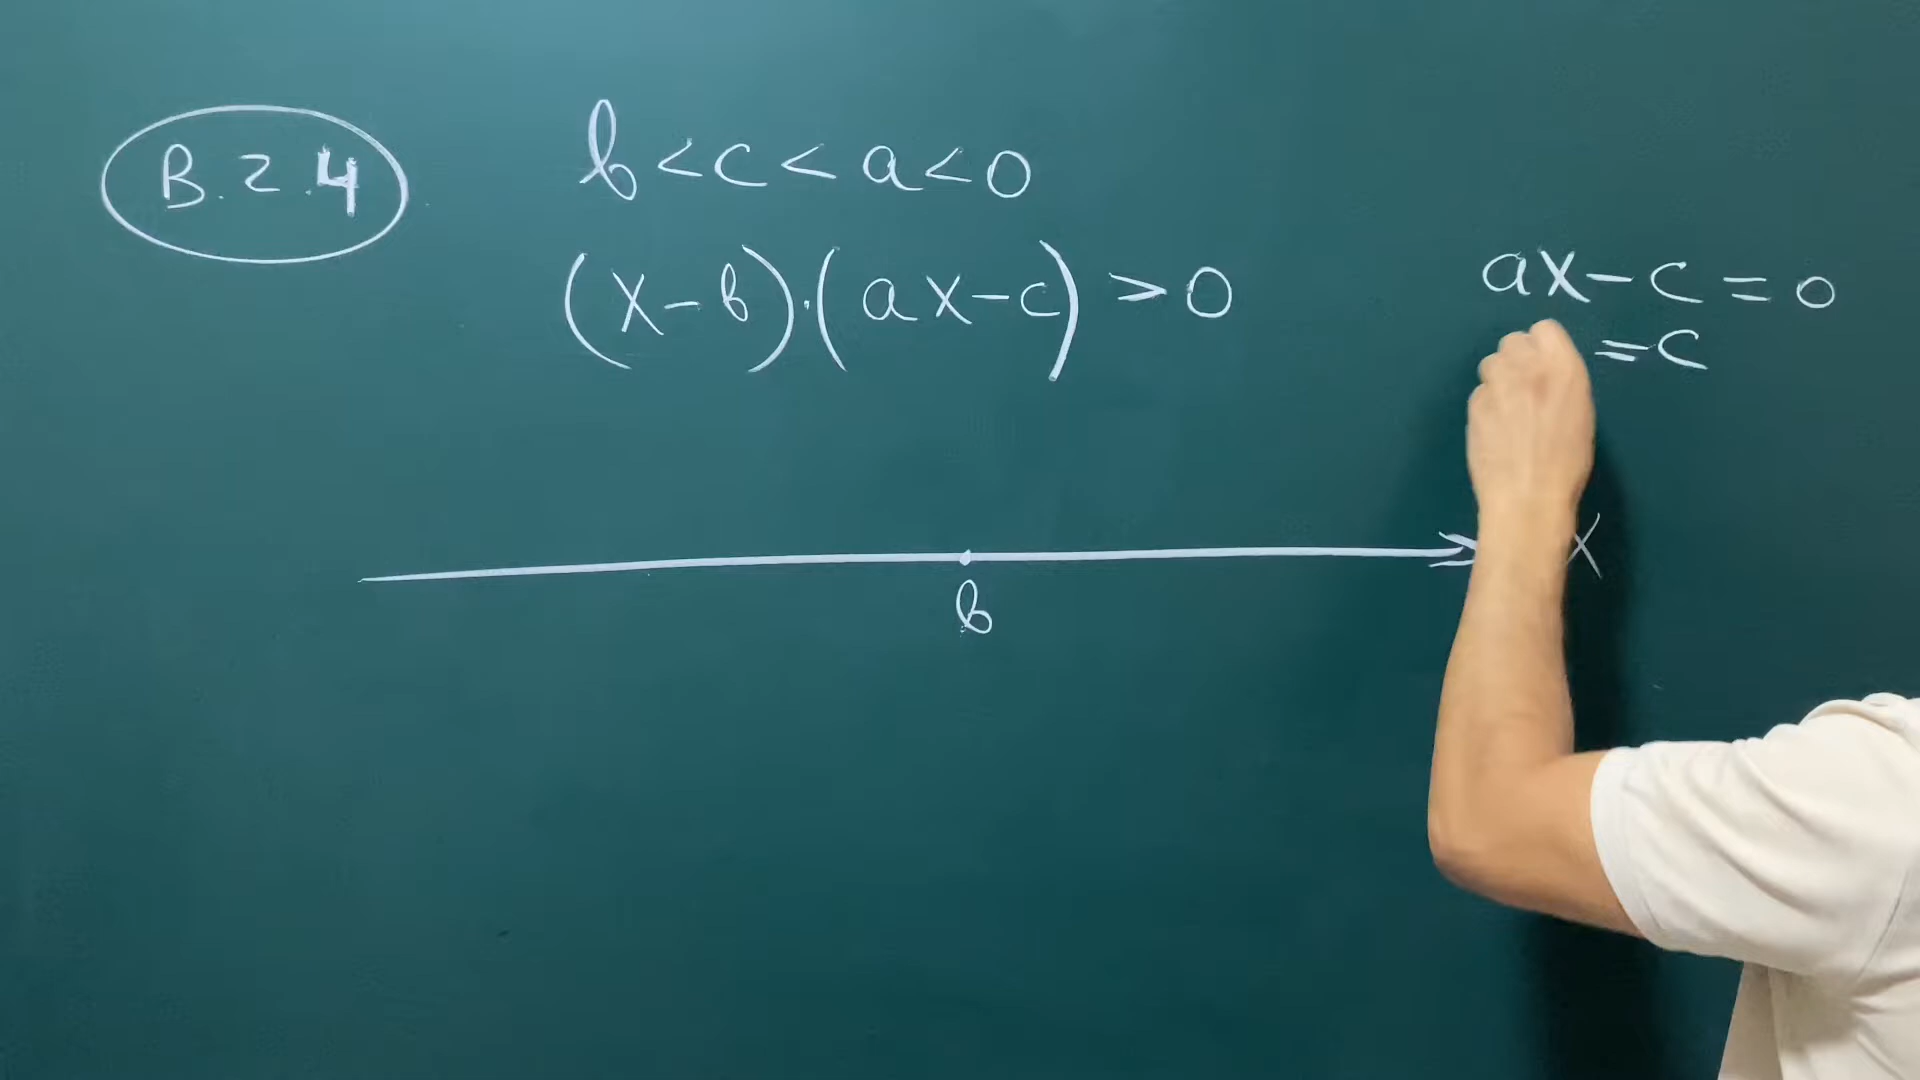 B.2.4
b < c < a < 0
(x - b) · (ax - c) > 0
ax - c = 0
= c
x
b